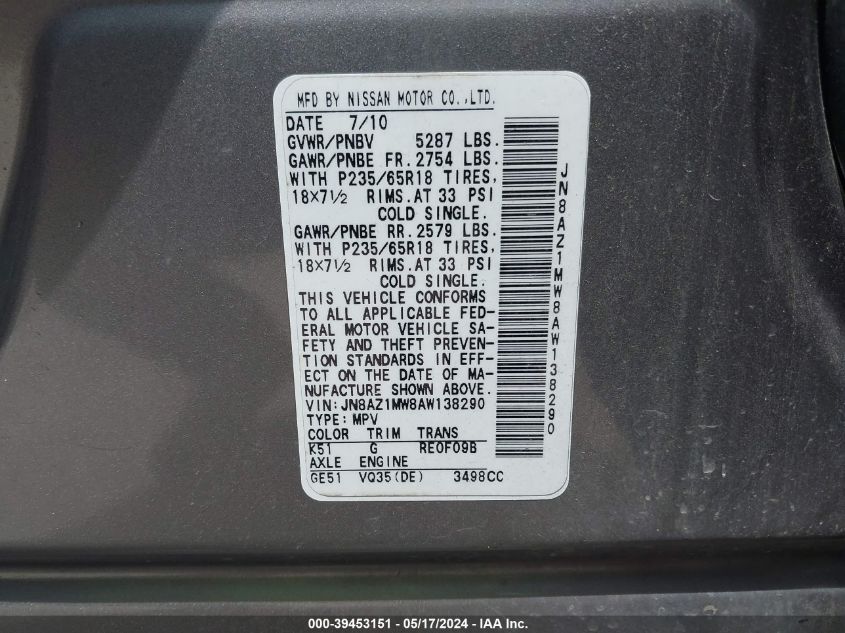 MFD BY NISSAN MOTOR CO.,LTD.
DATE 7/10
GVWR/PNBV 5287 LBS.
GAWR/PNBE FR. 2754 LBS.
WITH P235/65R18 TIRES,
18×7½ RIMS.AT 33 PSI
COLD SINGLE.
GAWR/PNBE RR. 2579 LBS.
WITH P235/65R18 TIRES,
18×7½ RIMS.AT 33 PSI
COLD SINGLE.
THIS VEHICLE CONFORMS
TO ALL APPLICABLE FED-
ERAL MOTOR VEHICLE SA-
FETY AND THEFT PREVEN-
TION STANDARDS IN EFF-
ECT ON THE DATE OF MA-
NUFACTURE SHOWN ABOVE.
VIN:JN8AZ1MW8AW138290
TYPE: MPV
COLOR TRIM TRANS
K51 G RE0F09B
AXLE ENGINE
GE51 VQ35(DE) 3498CC
JN8AZ1MW8AW138290
000-39453151 - 05/17/2024 - IAA Inc.